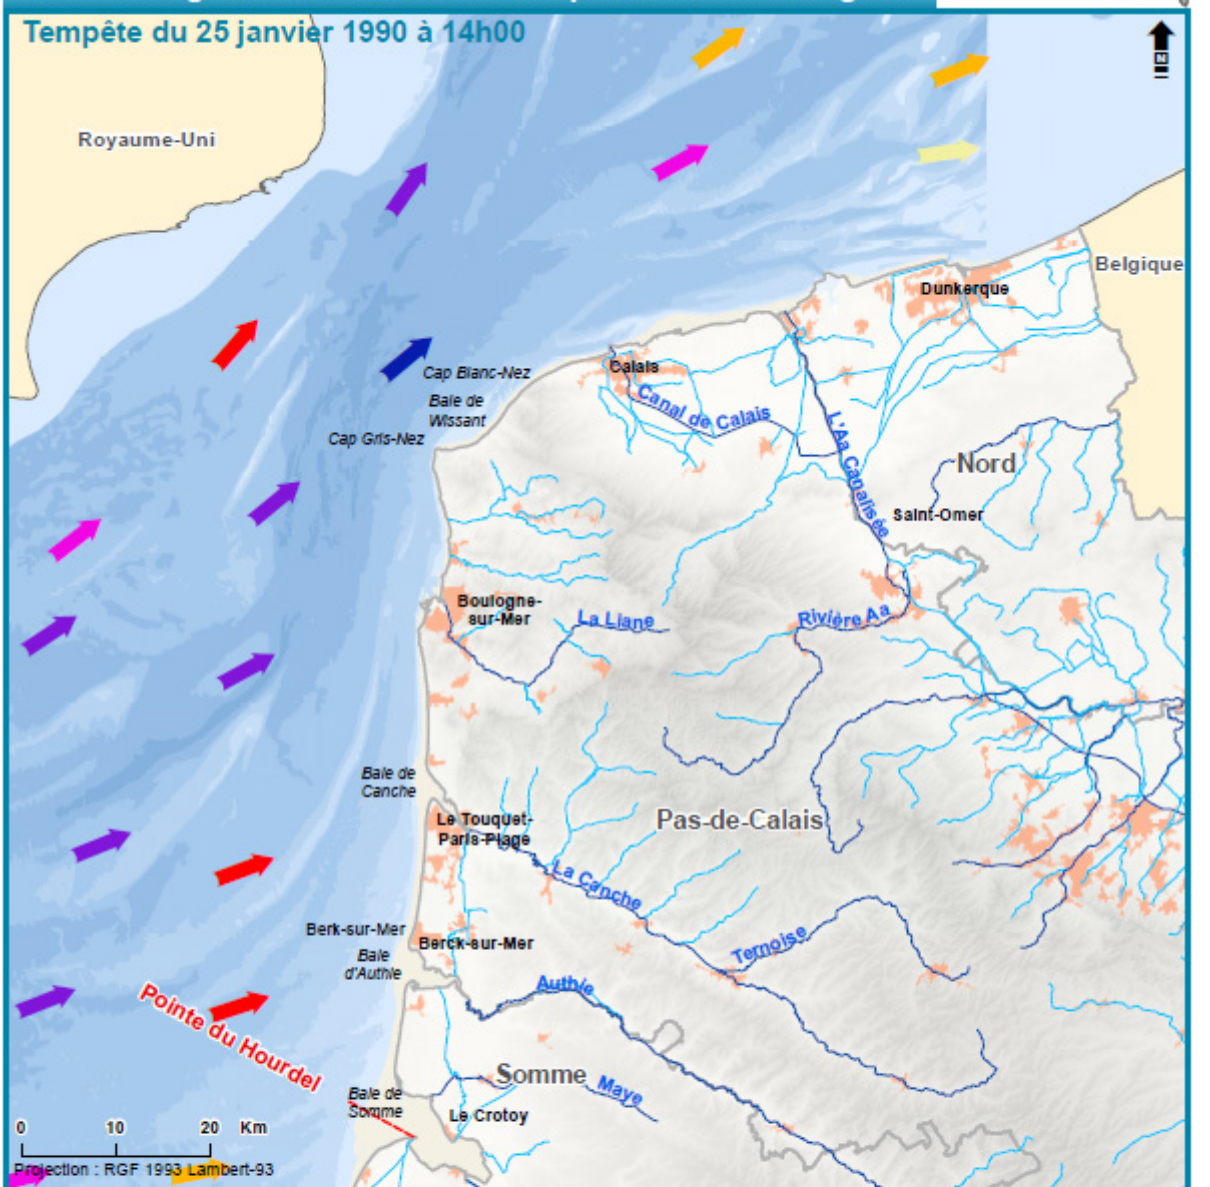 Tempête du 25 janvier 1990 à 14h00
N
Royaume-Uni
Belgique
Dunkerque
Calais
Cap Blanc-Nez
Baie de
Wissant
Cap Gris-Nez
Canal de Calais
L'Aa Canalisée
Nord
Saint-Omer
Boulogne-
sur-Mer
La Liane
Rivière Aa
Baie de
Canche
Le Touquet-
Paris-Plage
Pas-de-Calais
La Canche
Ternoise
Berk-sur-Mer
Berck-sur-Mer
Baie
d'Authie
Authie
Pointe du Hourdel
Somme
Maye
Baie de
Somme
Le Crotoy
0 10 20 Km
Projection : RGF 1993 Lambert-93